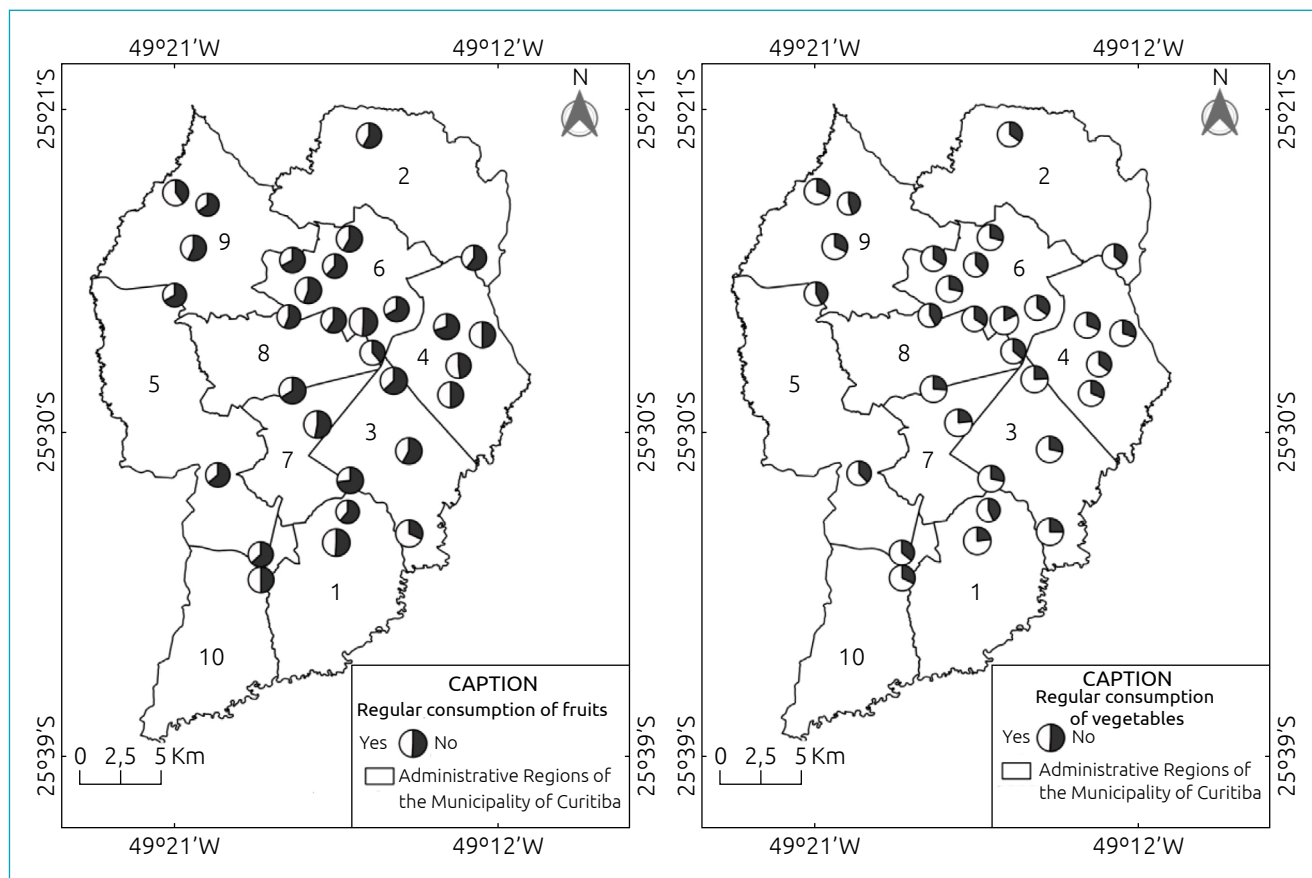 49º21’W
49º12’W
N
25º21’S
25º21’S
2
9
6
8
4
5
25º30’S
25º30’S
3
7
1
10
CAPTION
Regular consumption of fruits
Yes
No
Administrative Regions of
the Municipality of Curitiba
0 2,5 5 Km
25º39’S
25º39’S
49º21’W
49º12’W
49º21’W
49º12’W
N
25º21’S
2
9
6
8
4
5
25º30’S
3
7
1
10
CAPTION
Regular consumption
of vegetables
Yes
No
Administrative Regions of
the Municipality of Curitiba
0 2,5 5 Km
25º39’S
49º21’W
49º12’W